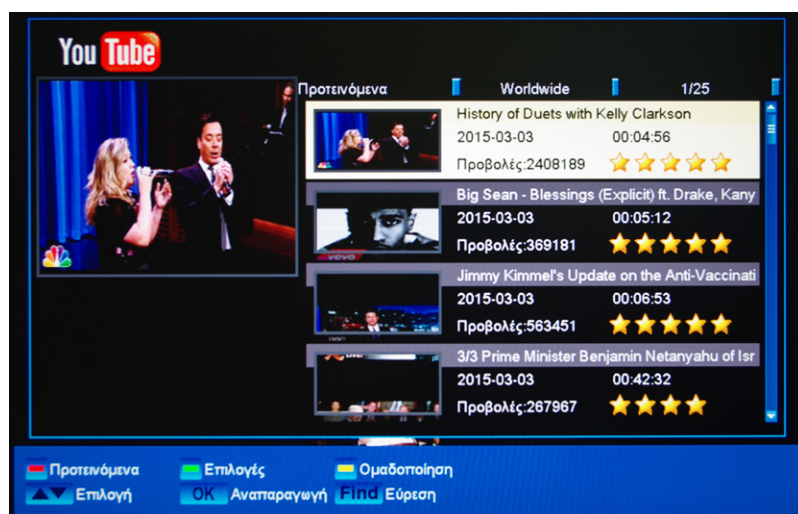 You Tube
Προτεινόμενα Worldwide 1/25
History of Duets with Kelly Clarkson
2015-03-03 00:04:56
Προβολές:2408189
Big Sean - Blessings (Explicit) ft. Drake, Kany
2015-03-03 00:05:12
Προβολές:369181
vevo
Jimmy Kimmel's Update on the Anti-Vaccinati
2015-03-03 00:06:53
Προβολές:563451
3/3 Prime Minister Benjamin Netanyahu of Isr
2015-03-03 00:42:32
Προβολές:267967
Προτεινόμενα Επιλογές Ομαδοποίηση
Επιλογή OK Αναπαραγωγή Find Εύρεση